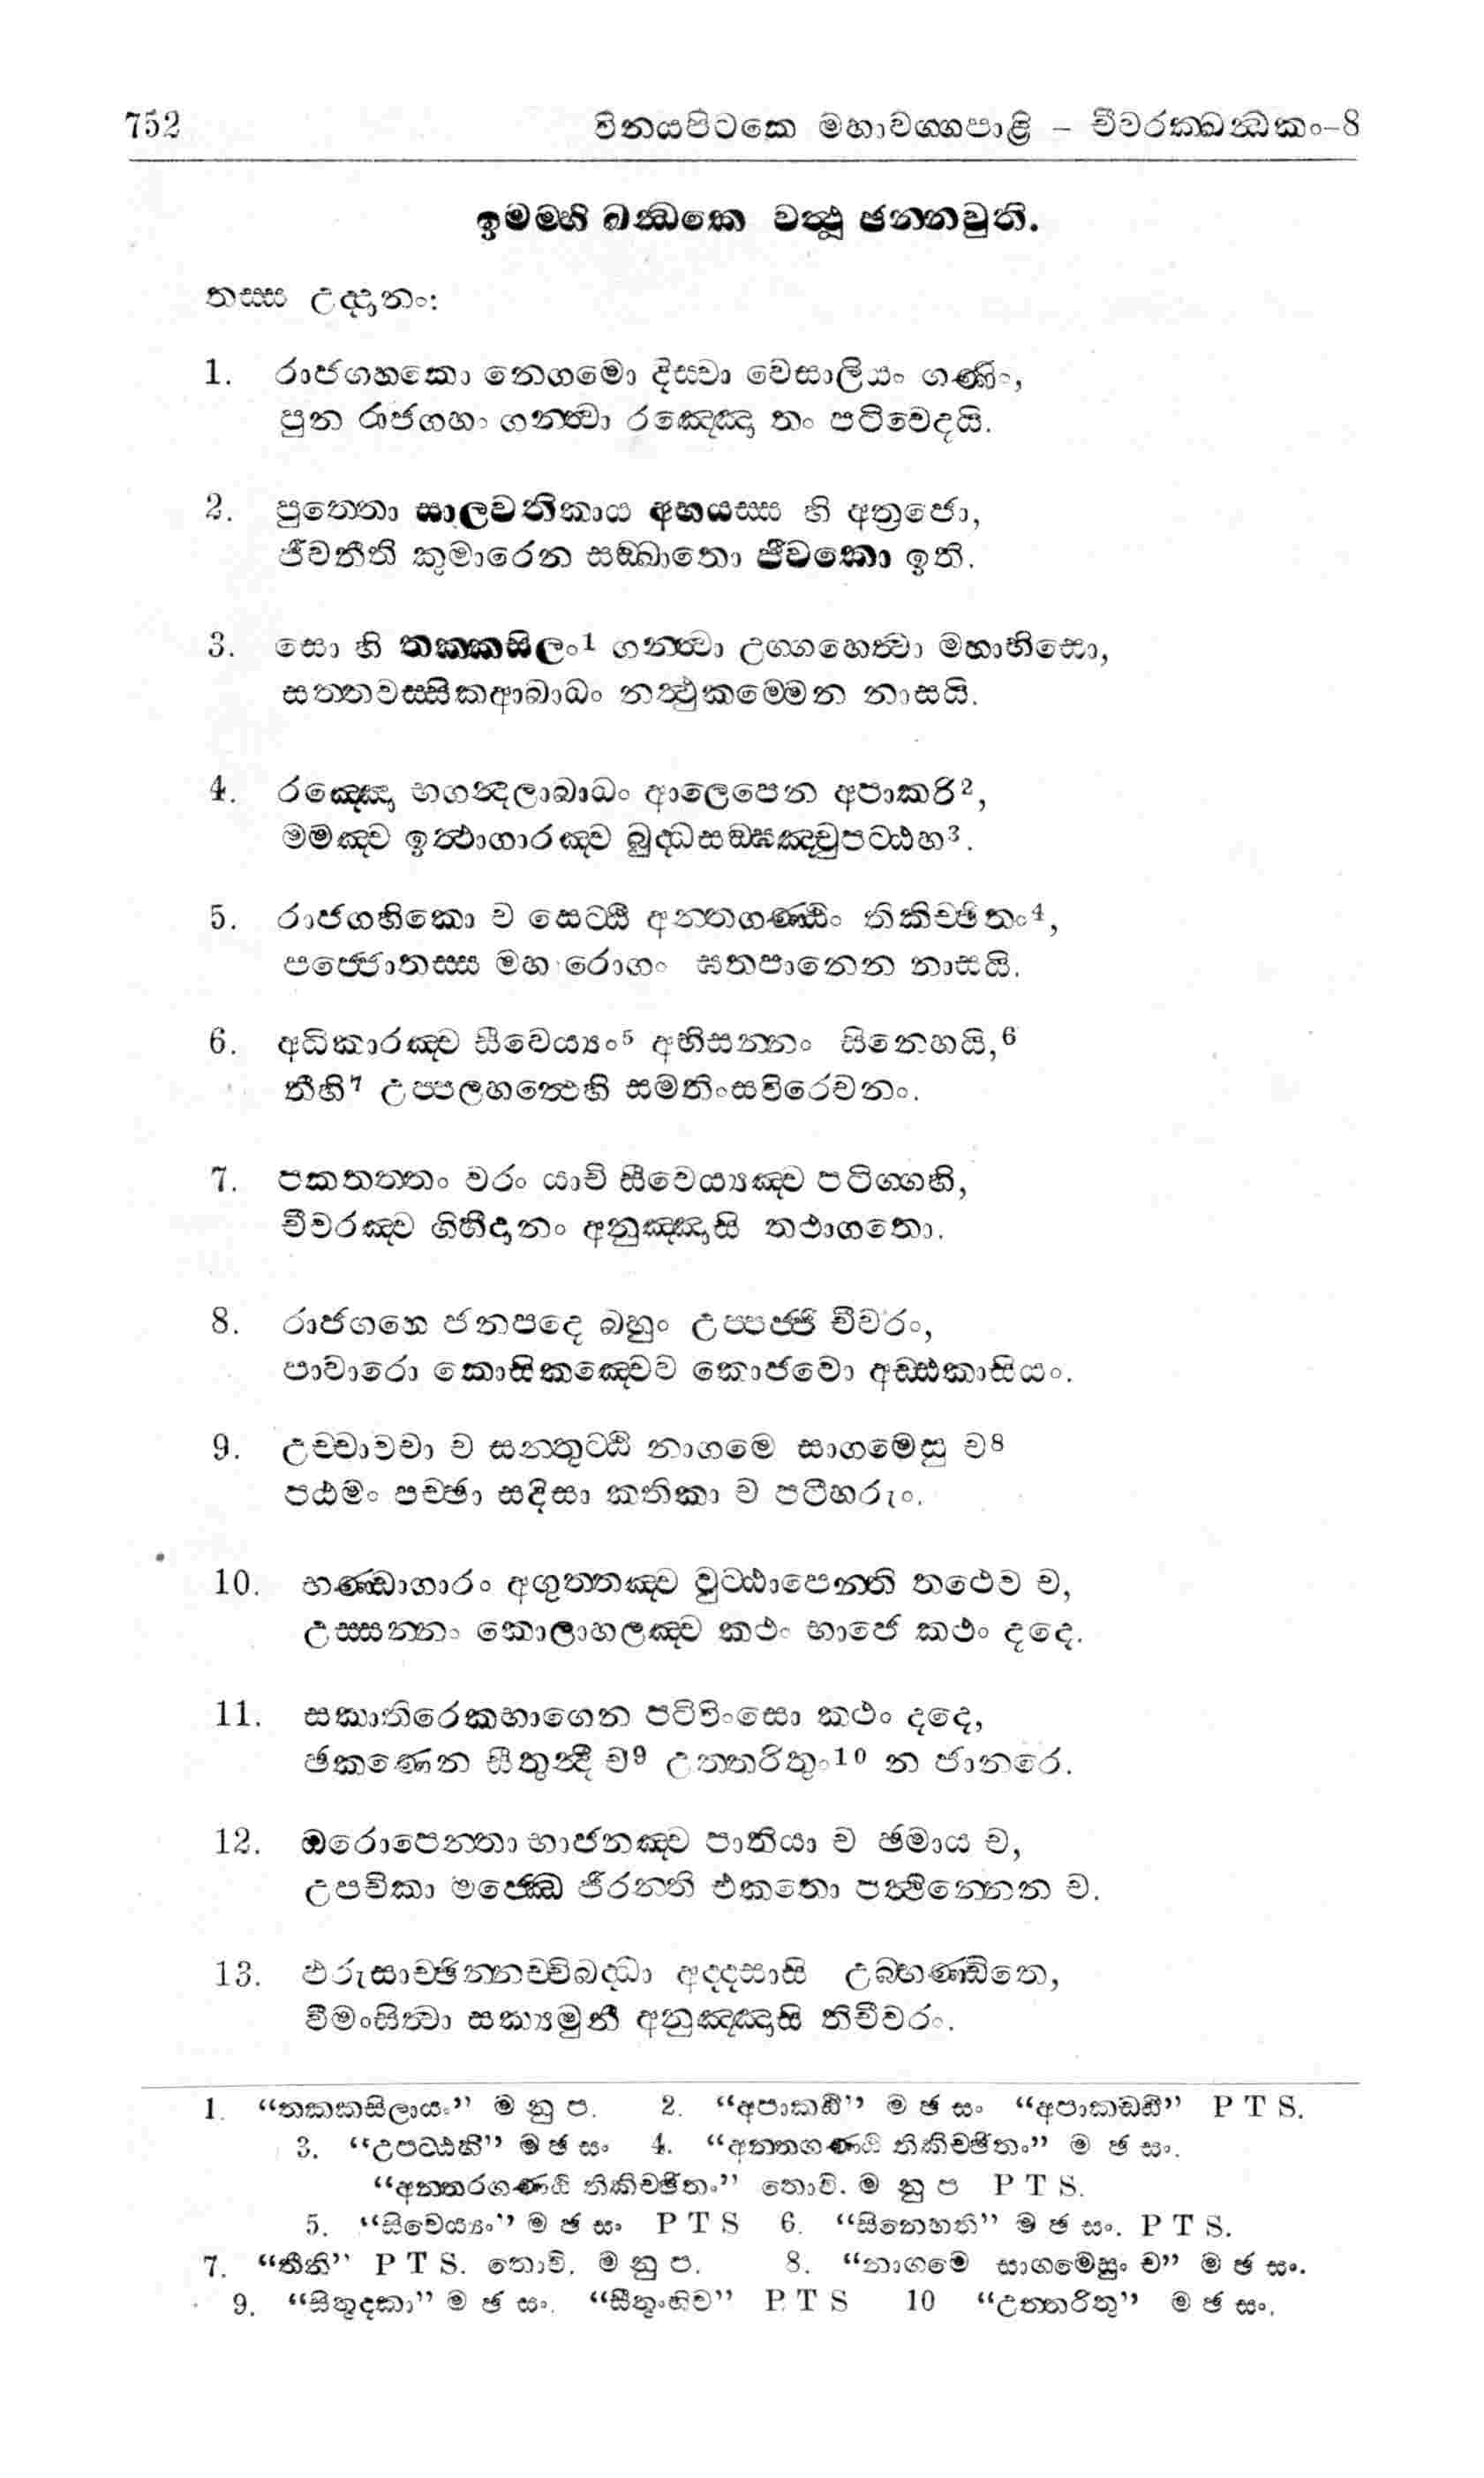 752 විනයපිටකෙ මහාවග්ගපාළි – චීවරක්ඛන්ධකං–8
ඉමම්හි ඛන්ධකෙ වත්ථූ ඡන්නවුති.
තස්ස උද්දානං:
1. රාජගහකො නෙගමො දිස්වා වෙසාලියං ගණිං,
පුන රාජගහං ගන්ත්වා රඤ්ඤො තං පටිවෙදයි.
2. පුත්තො සාලවතිකාය අභයස්ස හි අත්‍රජො,
ජීවතීති කුමාරෙන සඞ්ඛාතො ජීවකො ඉති.
3. සො හි තක්කසිලං1 ගන්ත්වා උග්ගහෙත්වා මහාභිසො,
සත්තවස්සිකආබාධං නත්ථුකම්මෙන නාසයි.
4. රඤ්ඤො භගන්දලාබාධං ආලෙපෙන අපාකරි2,
මමඤ්ච ඉත්ථාගාරඤ්ච බුද්ධසඞ්ඝඤ්චුපට්ඨහ3.
5. රාජගහිකො ච සෙට්ඨි අන්තගණ්ඨිං තිකිච්ඡිතං4,
පජ්ජොතස්ස මහාරොගං ඝතපානෙන නාසයි.
6. අධිකාරඤ්ච සීවෙය්‍යං5 අභිසන්නං සිනෙහයි,6
තීහි7 උප්පලහත්ථෙහි සමතිංසවිරෙචනං.
7. පකතත්තං වරං යාචි සීවෙය්‍යඤ්ච පටිග්ගහි,
චීවරඤ්ච ගිහීදානං අනුඤ්ඤාසි තථාගතො.
8. රාජගහෙ ජනපදෙ බහුං උප්පජ්ජි චීවරං,
පාවාරො කොසිකඤ්චෙව කොජවො අඩ්ඪකාසියං.
9. උච්චාවචා ච සන්තුට්ඨි නාගමෙ සාගමෙසු ච8
පඨමං පච්ඡා සදිසා කතිකා ච පටීහරුං.
10. භණ්ඩාගාරං අගුත්තඤ්ච වුට්ඨාපෙන්ති තථෙව ච,
උස්සන්නං කොලාහලඤ්ච කථං භාජෙ කථං දදෙ.
11. සකාතිරෙකභාගෙන පටිවිංසො කථං දදෙ,
ඡකණෙන සීතුන්දී ච9 උත්තරිතුං10 න ජානරෙ.
12. ඔරොපෙන්තා භාජනඤ්ච පාතියා ච ඡමාය ච,
උපචිකා මජ්ඣෙ ජීරන්ති එකතො පත්ථින්නෙන ච.
13. ඵරුසාච්ඡින්නච්චිබද්ධා අද්දසාසි උබ්භණ්ඩිතෙ,
වීමංසිත්වා සක්‍යමුනී අනුඤ්ඤාසි තිචීවරං.
1. “තක්කසිලායං” ම නු ප. 2. “අපාකඩ්ඪි” ම ඡ සං “අපාකඩ්ඪී” P T S.
3. “උපට්ඨහී” ම ඡ සං 4. “අන්තගණ්ඨි තිකිච්ඡිතං” ම ඡ සං.
“අන්තරගණ්ඨි තිකිච්ඡිතං” තොවි. ම නු ප P T S.
5. “සිවෙය්‍යං” ම ඡ සං P T S 6. “සිනෙහති” ම ඡ සං. P T S.
7. “තීනි” P T S. තොවි. ම නු ප. 8. “නාගමෙ සාගමෙසුං ච” ම ඡ සං.
9. “සිතුදකා” ම ඡ සං. “සීතුංහිච” P T S 10 “උත්තරිතු” ම ඡ සං.